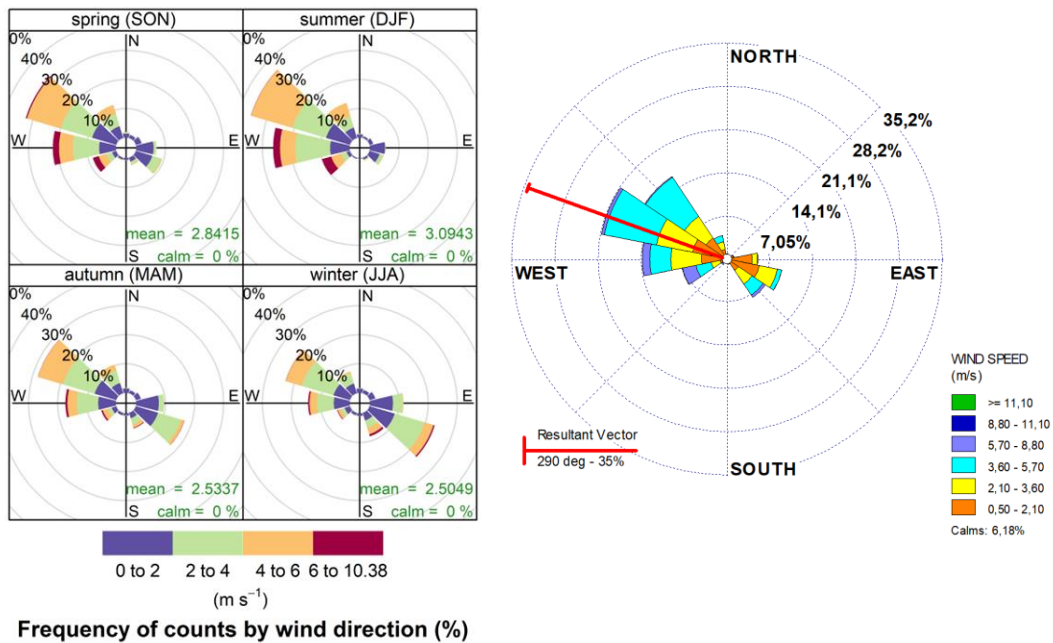 spring (SON)
summer (DJF)
0%
40%
30%
20%
10%
N
W
E
S
mean = 2.8415
calm = 0 %
0%
40%
30%
20%
10%
N
W
E
S
mean = 3.0943
calm = 0 %
autumn (MAM)
winter (JJA)
0%
40%
30%
20%
10%
N
W
E
S
mean = 2.5337
calm = 0 %
0%
40%
30%
20%
10%
N
W
E
S
mean = 2.5049
calm = 0 %
0 to 2
2 to 4
4 to 6
6 to 10.38
(m s⁻¹)
Frequency of counts by wind direction (%)
NORTH
35,2%
28,2%
21,1%
14,1%
7,05%
WEST
EAST
SOUTH
Resultant Vector
290 deg - 35%
WIND SPEED
(m/s)
>= 11,10
8,80 - 11,10
5,70 - 8,80
3,60 - 5,70
2,10 - 3,60
0,50 - 2,10
Calms: 6,18%